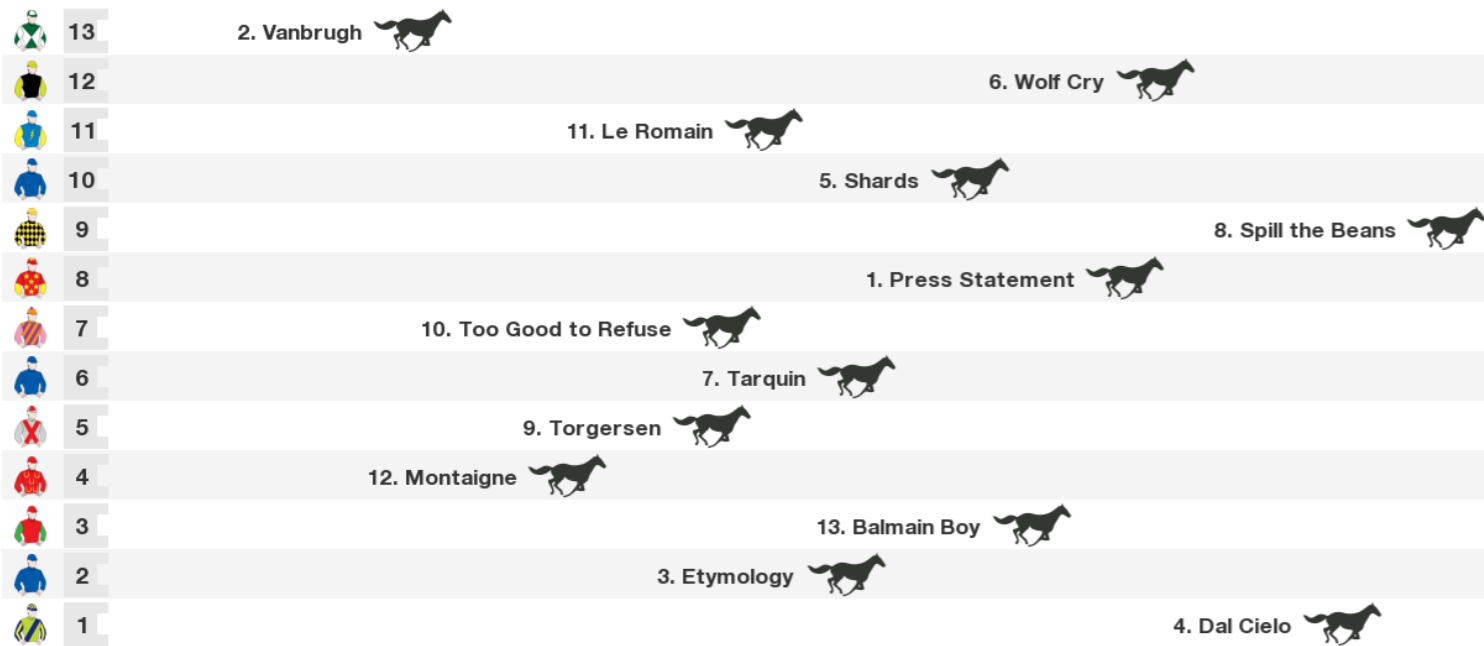 13 2. Vanbrugh
12 6. Wolf Cry
11 11. Le Romain
10 5. Shards
9 8. Spill the Beans
8 1. Press Statement
7 10. Too Good to Refuse
6 7. Tarquin
5 9. Torgersen
4 12. Montaigne
3 13. Balmain Boy
2 3. Etymology
1 4. Dal Cielo